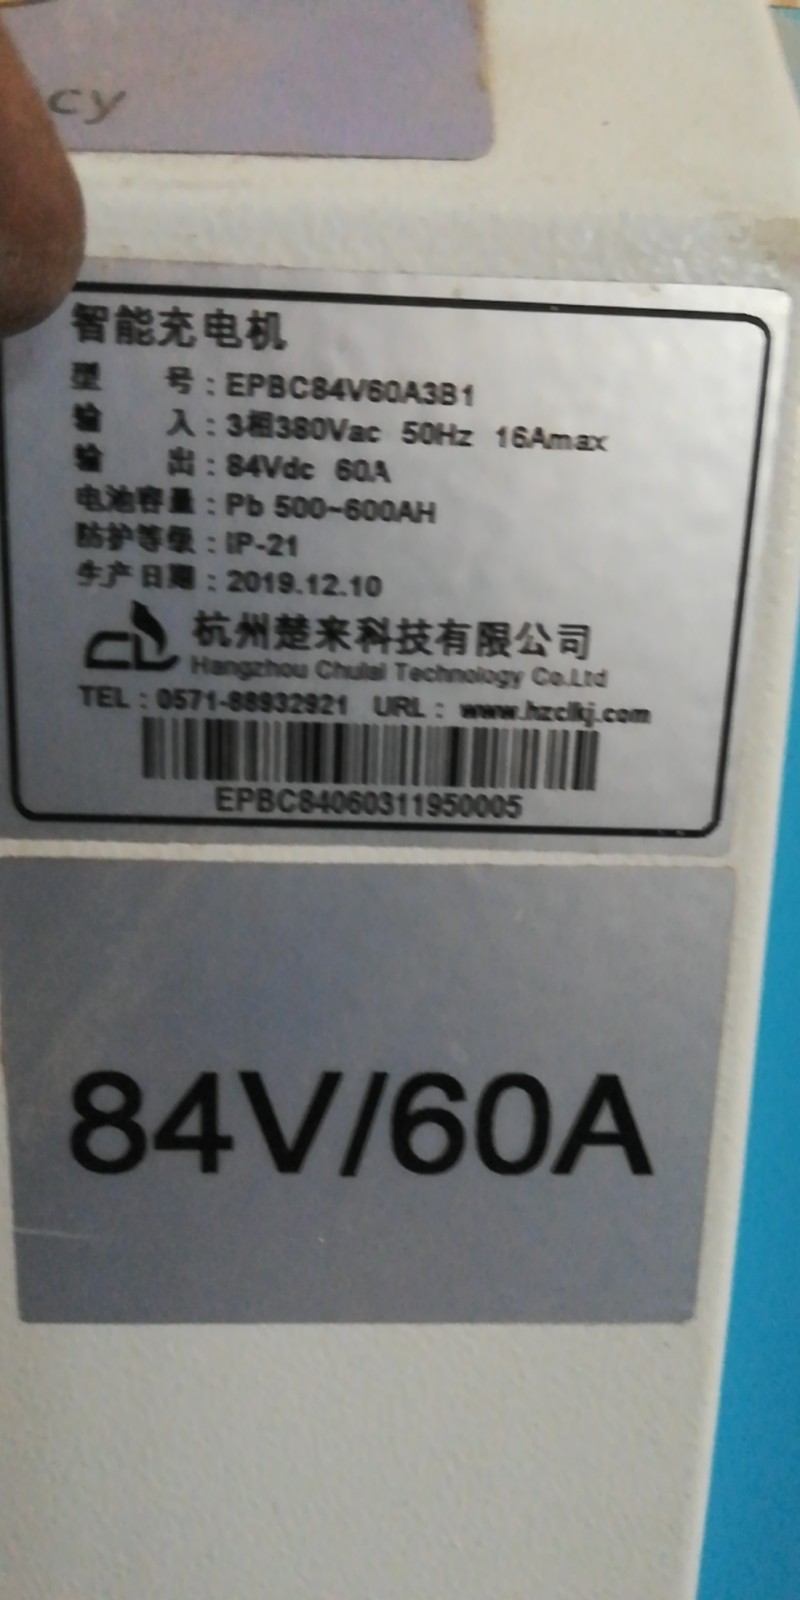 cy
智能充电机
型 号：EPBC84V60A3B1
输 入：3相380Vac 50Hz 16Amax
输 出：84Vdc 60A
电池容量：Pb 500~600AH
防护等级：IP-21
生产日期：2019.12.10
CL
杭州楚来科技有限公司
Hangzhou Chulai Technology Co.Ltd
TEL：0571-88932921 URL：www.hzclkj.com
EPBC84060311950005
84V/60A